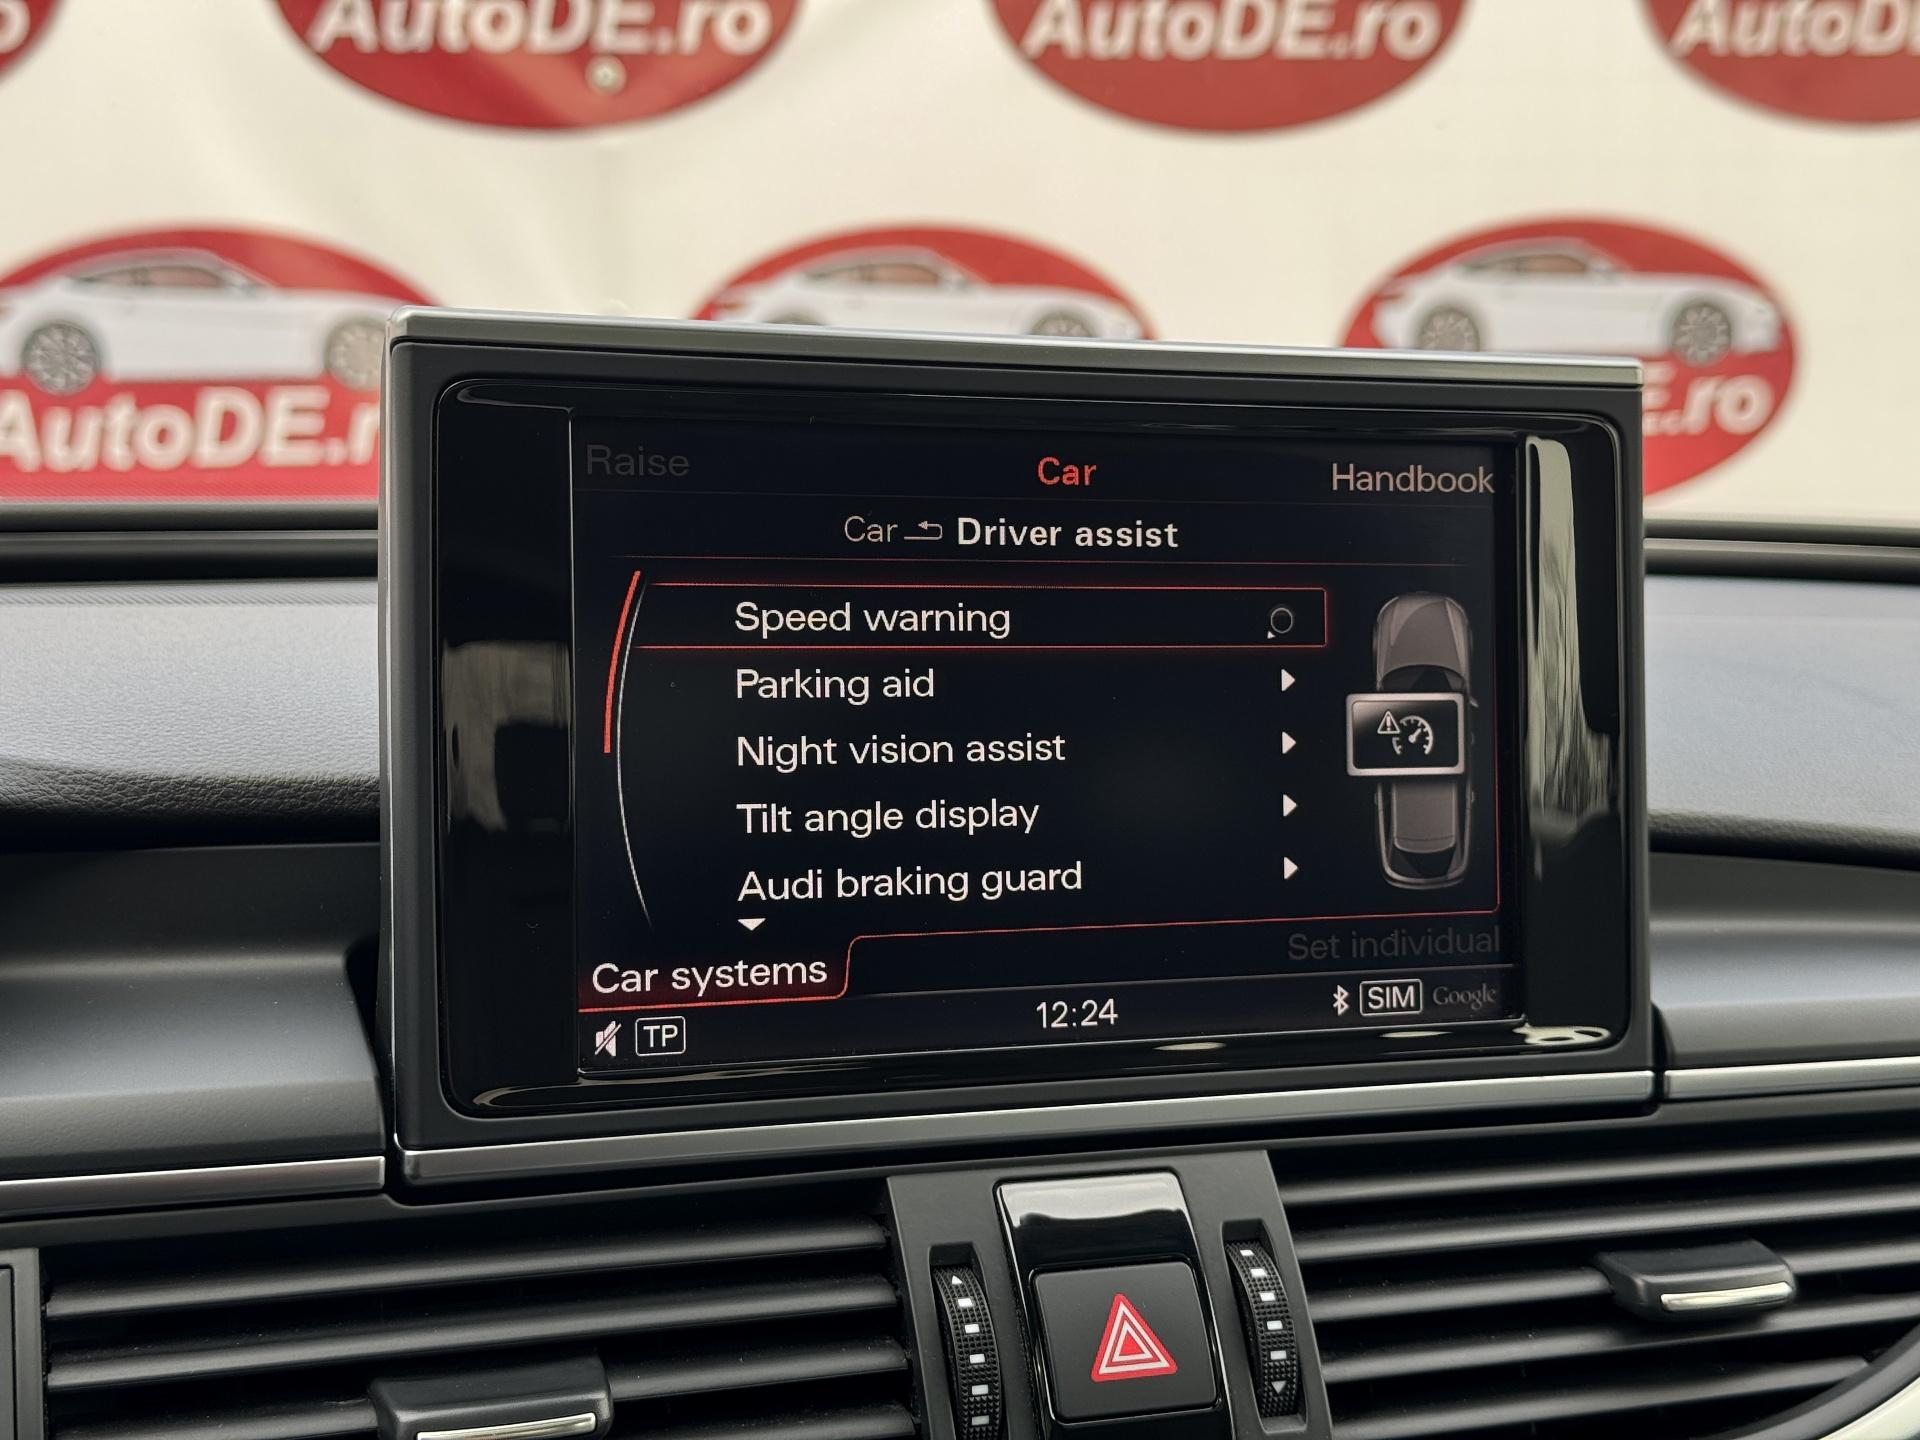 AutoDE.ro
AutoDE.ro
AutoDE.ro
Raise
Car
Handbook
Car Driver assist
Speed warning
Parking aid
Night vision assist
Tilt angle display
Audi braking guard
Set individual
Car systems
TP
12:24
SIM
Google